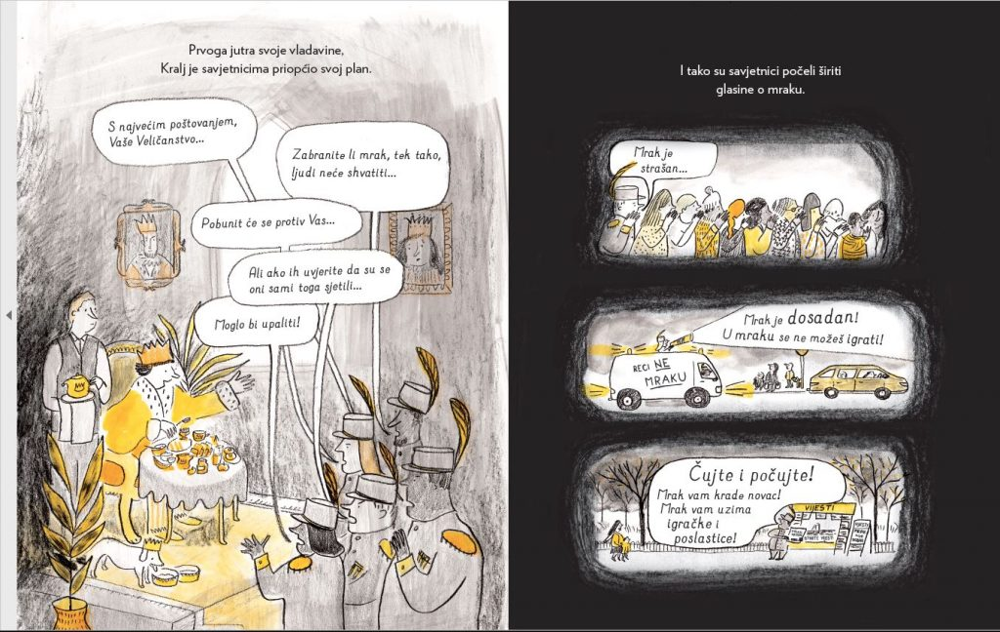 Prvoga jutra svoje vladavine,
Kralj je savjetnicima priopćio svoj plan.
S najvećim poštovanjem,
Vaše Veličanstvo...
Zabranite li mrak, tek tako,
ljudi neće shvatiti...
Pobunit će se protiv Vas...
Ali ako ih uvjerite da su se
oni sami toga sjetili...
Moglo bi upaliti!
I tako su savjetnici počeli širiti
glasine o mraku.
Mrak je
strašan...
Mrak je dosadan!
U mraku se ne možeš igrati!
RECI NE
MRAKU
Čujte i počujte!
Mrak vam krade novac!
Mrak vam uzima
igračke i
poslastice!
VIJESTI